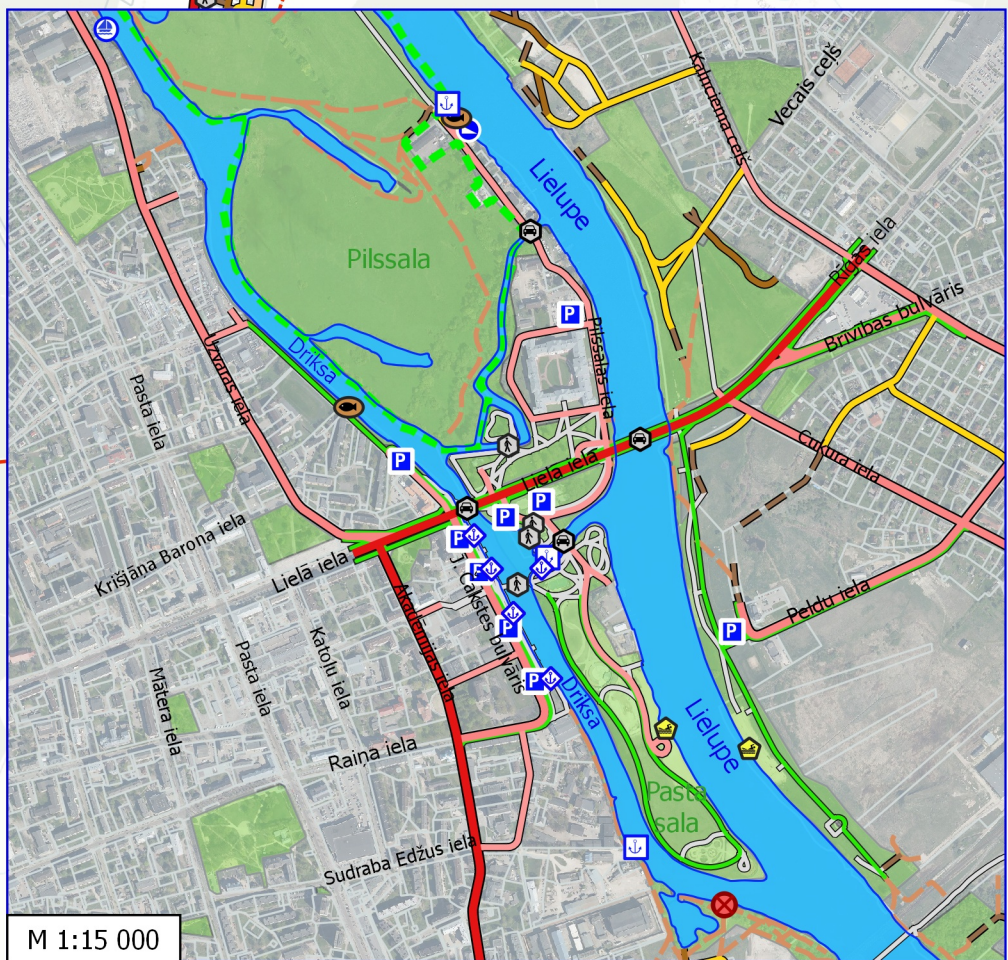 Kalnciema ceļš
Vecais ceļš
Lielupe
Rīgas iela
Pilssala
Brīvības bulvāris
Pilssalas iela
Driksa
Uzvaras iela
Pasta iela
Cukura iela
Lielā iela
Krišjāņa Barona iela
Lielā iela
J. Čakstes bulvāris
Akadēmijas iela
Peldu iela
Katoļu iela
Pasta iela
Mātera iela
Driksa
Lielupe
Raiņa iela
Pasta
sala
Sudraba Edžus iela
M 1:15 000
P
P
P
P
P
P
P
P
P